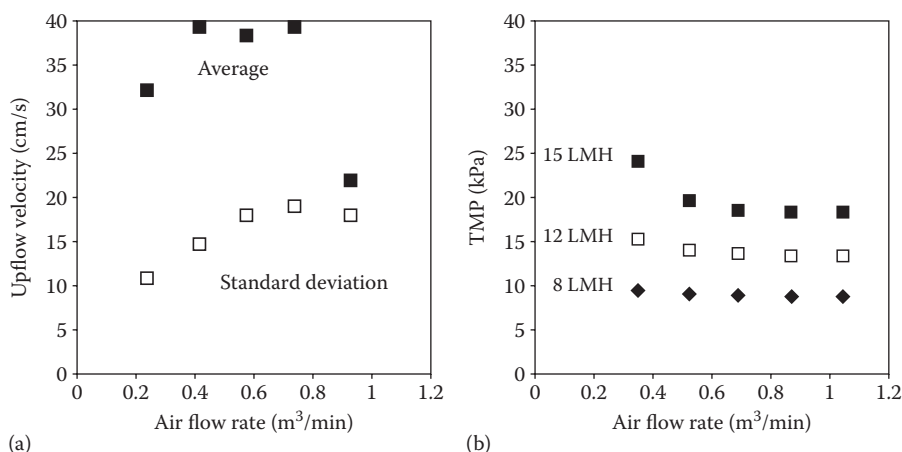 40
35
30
25
20
15
10
5
0
Upflow velocity (cm/s)
Average
Standard deviation
0
0.2
0.4
0.6
0.8
1
1.2
Air flow rate (m³/min)
(a)
40
35
30
25
20
15
10
5
0
TMP (kPa)
15 LMH
12 LMH
8 LMH
0
0.2
0.4
0.6
0.8
1
1.2
Air flow rate (m³/min)
(b)